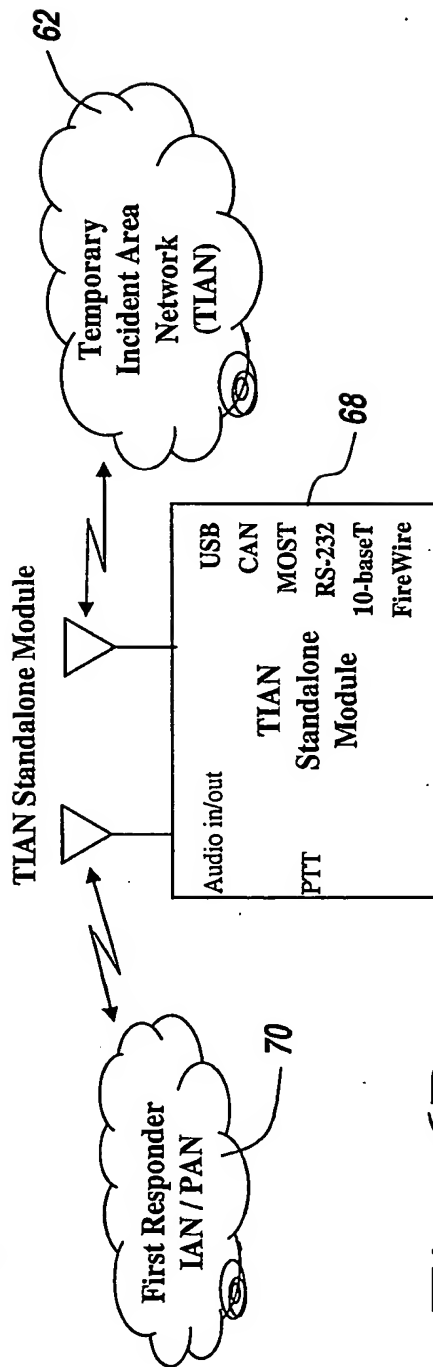 TIAN Standalone Module
62
Temporary
Incident Area
Network
(TIAN)
First Responder
IAN / PAN
70
68
Audio in/out
PTT
TIAN
Standalone
Module
USB
CAN
MOST
RS-232
10-baseT
FireWire